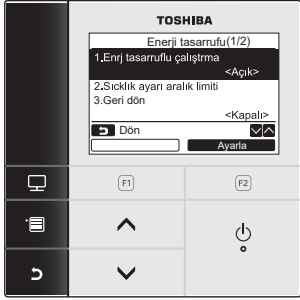 TOSHIBA
Enerji tasarrufu(1/2)
1.Enrj tasarruflu çalıştrma
<Açık>
2.Sıcklık ayarı aralık limiti
3.Geri dön
<Kapalı>
Dön
Ayarla
F1
F2